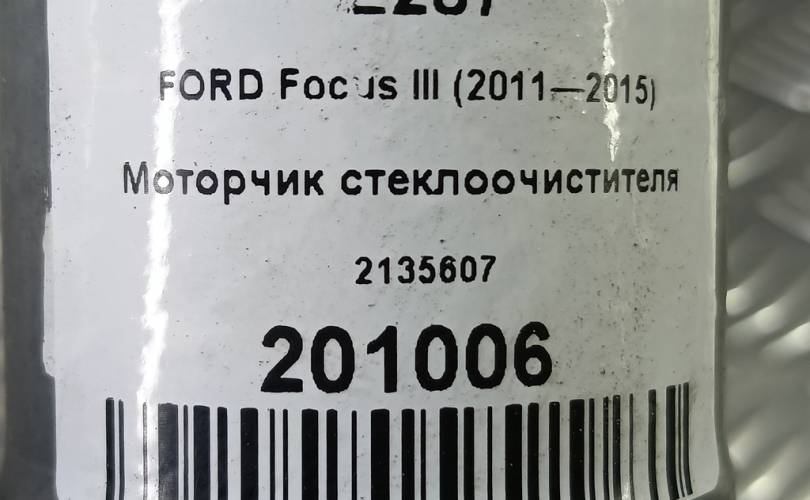 FORD Focus III (2011—2015)
Моторчик стеклоочистителя
2135607
201006